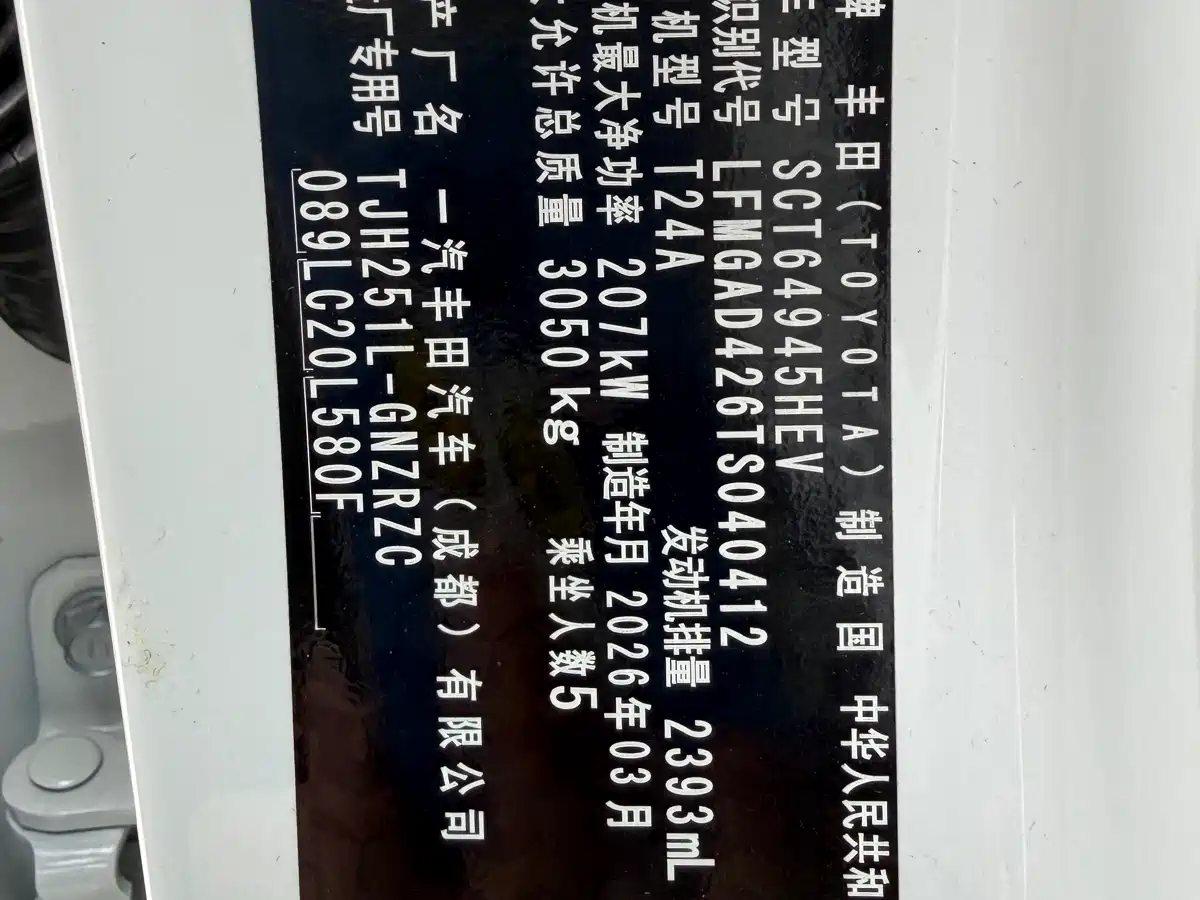 牌 丰田(TOYOTA) 制造国 中华人民共和
型号 SCT6494​5HEV
识别代号 LFMGAD426TS040412
机型号 T24A 发动机排量 2393mL
机最大净功率 207kW 制造年月 2026年03月
允许总质量 3050kg 乘坐人数5
产厂名 一汽丰田汽车(成都)有限公司
厂专用号 TJH251L-GNZRZC
089LC20L580F